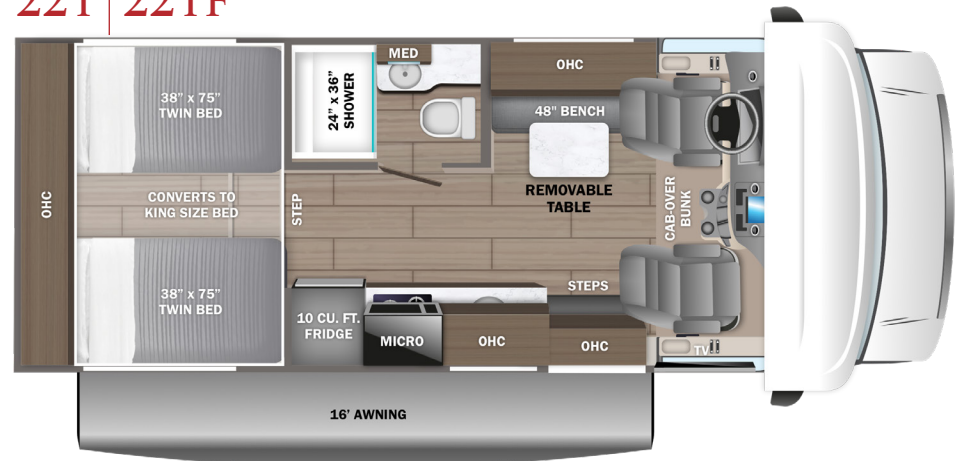 22T | 22TF
38” x 75”
TWIN BED
24” x 36”
SHOWER
MED
OHC
48" BENCH
REMOVABLE
TABLE
OHC
CONVERTS TO
KING SIZE BED
STEP
CAB-OVER
BUNK
38” x 75”
TWIN BED
STEPS
10 CU. FT.
FRIDGE
MICRO
OHC
OHC
TV
16’ AWNING